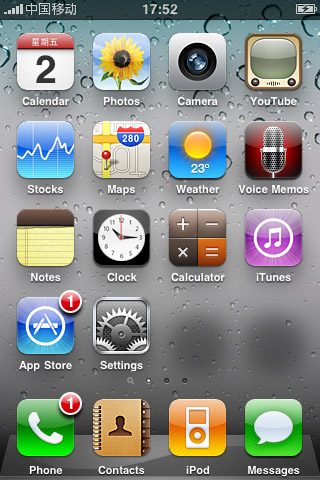 中国移动 17:52
星期五
2
Calendar Photos Camera YouTube
280
23°
Stocks Maps Weather Voice Memos
Notes Clock Calculator iTunes
1
App Store Settings
1
Phone Contacts iPod Messages